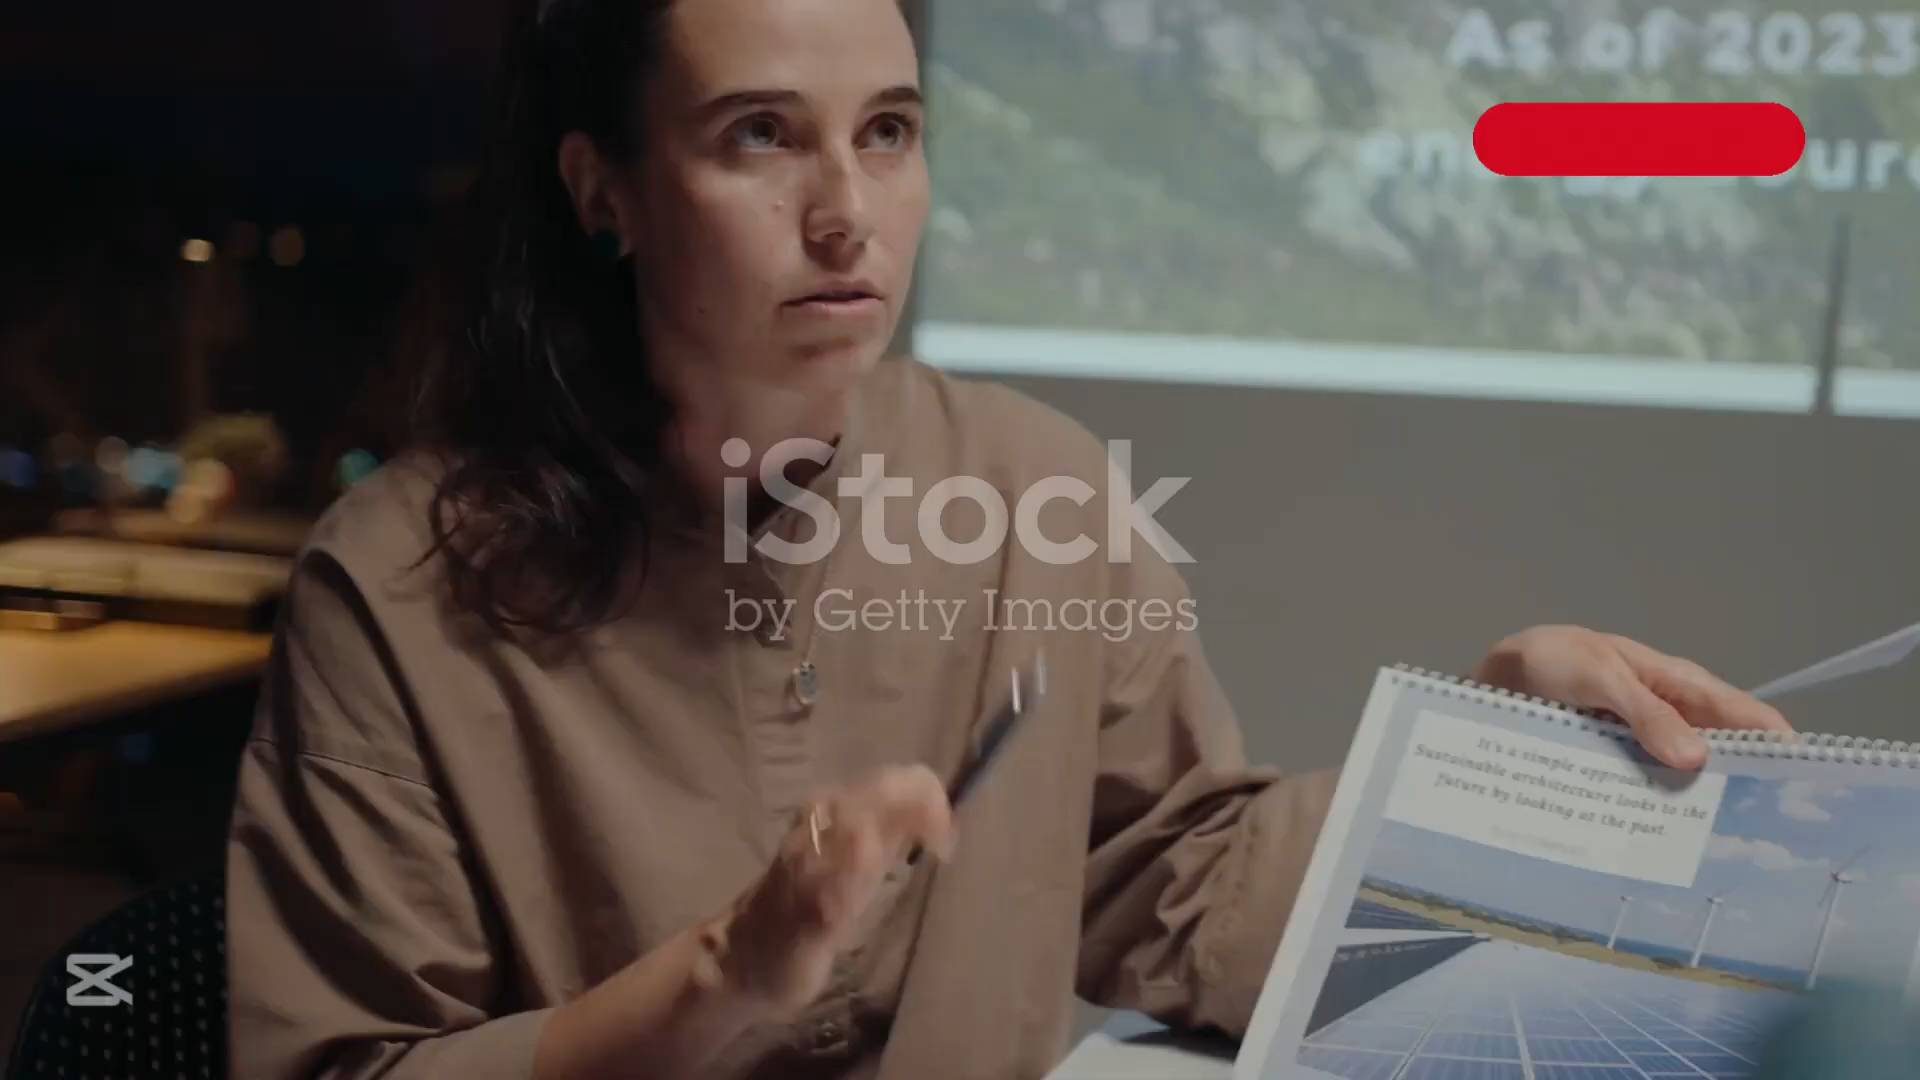 As of 2023
iStock
by Getty Images
It's a simple approach
Sustainable architecture looks to the
future by looking at the past.